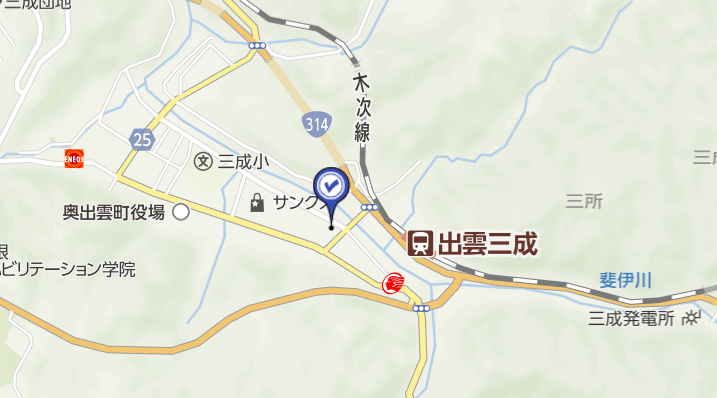 三成団地
木次線
314
25
ENEOS
文
三成小
三成
サンクス
三所
奥出雲町役場
出雲三成
根
ビリテーション学院
斐伊川
三成発電所